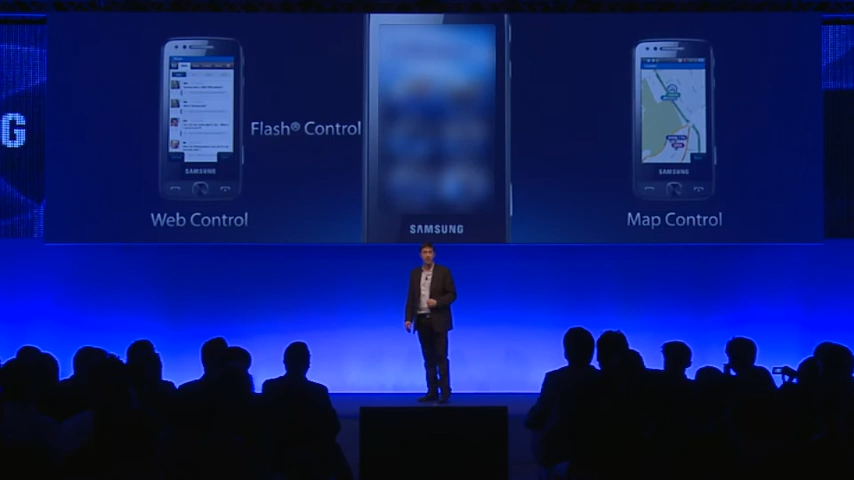 G
Flash® Control
SAMSUNG
SAMSUNG
SAMSUNG
Web Control
Map Control